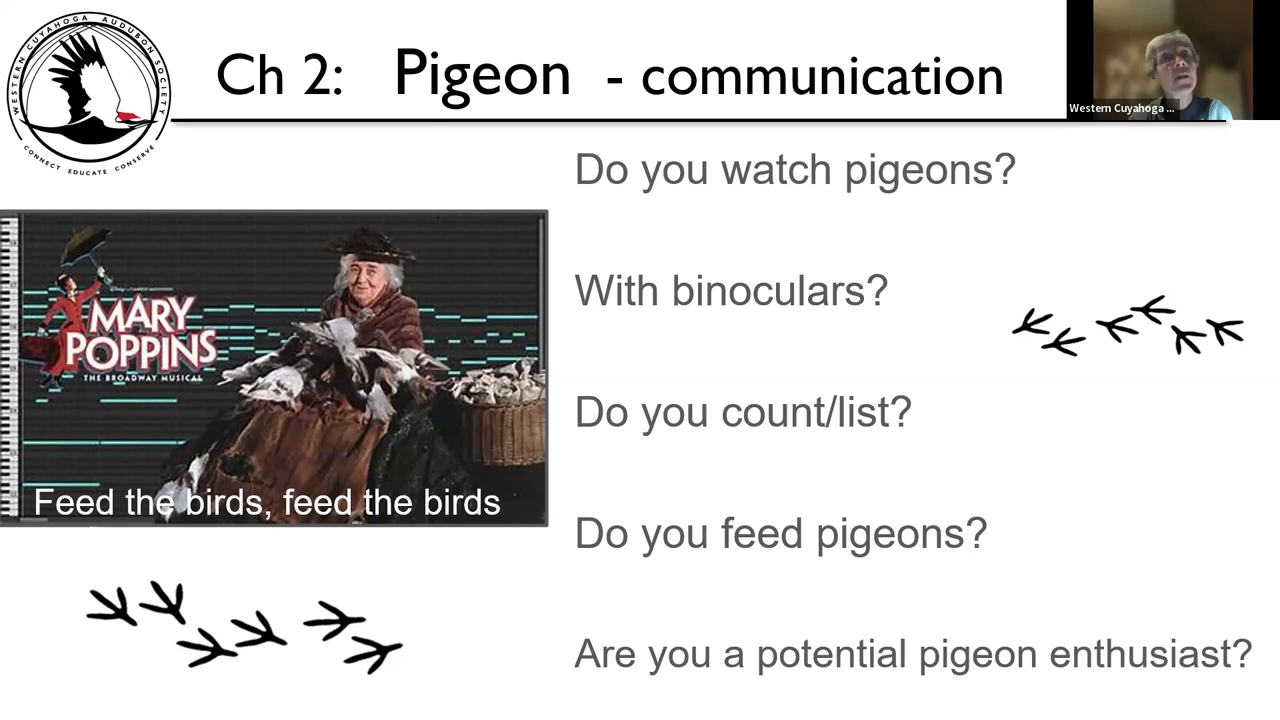 WESTERN CUYAHOGA AUDUBON SOCIETY
CONNECT EDUCATE CONSERVE
Ch 2: Pigeon - communication
Western Cuyahoga ...
Do you watch pigeons?
With binoculars?
Do you count/list?
Do you feed pigeons?
Are you a potential pigeon enthusiast?
MARY
POPPINS
THE BROADWAY MUSICAL
Feed the birds, feed the birds